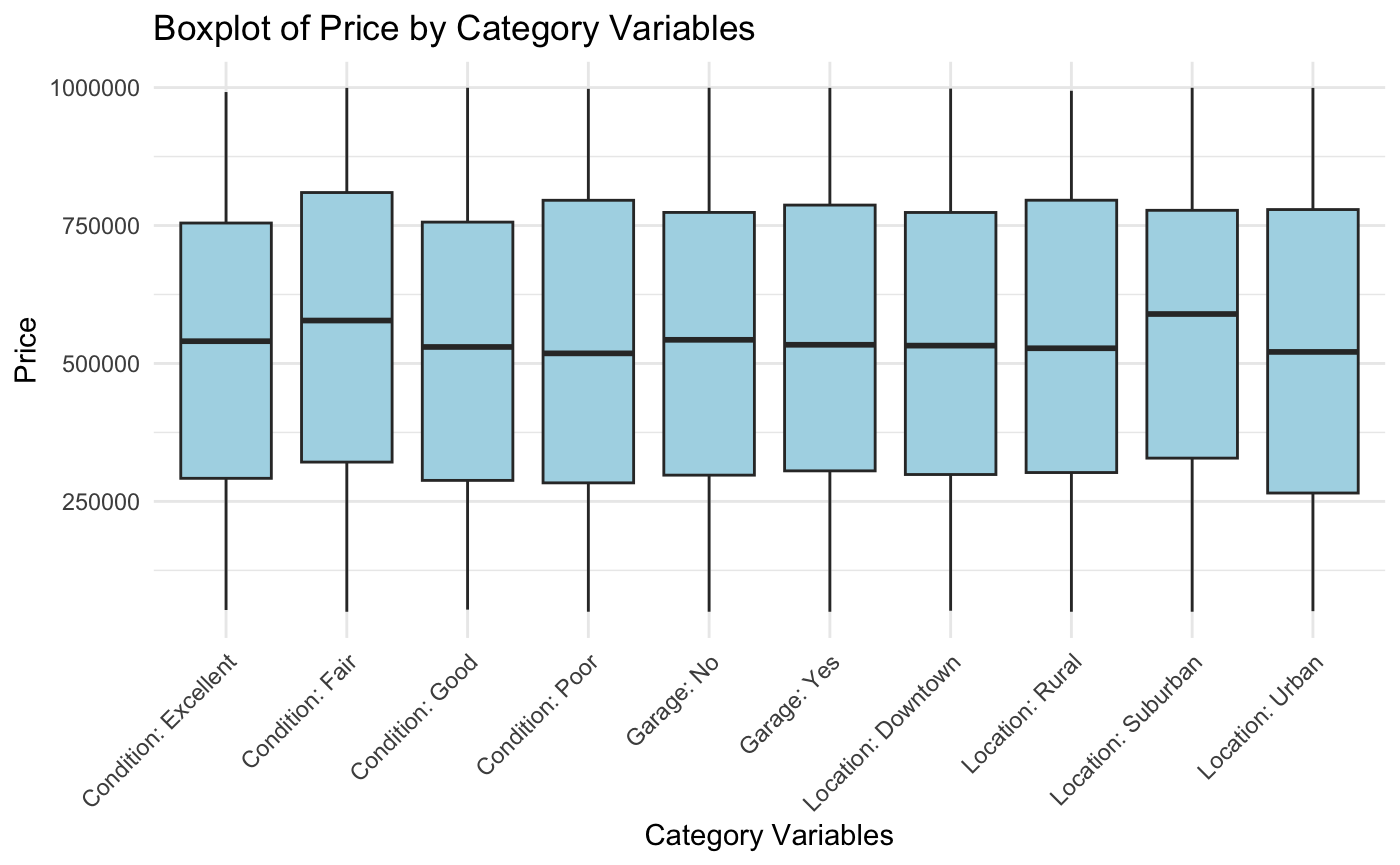 Boxplot of Price by Category Variables
1000000
750000
500000
250000
Price
Condition: Excellent
Condition: Fair
Condition: Good
Condition: Poor
Garage: No
Garage: Yes
Location: Downtown
Location: Rural
Location: Suburban
Location: Urban
Category Variables